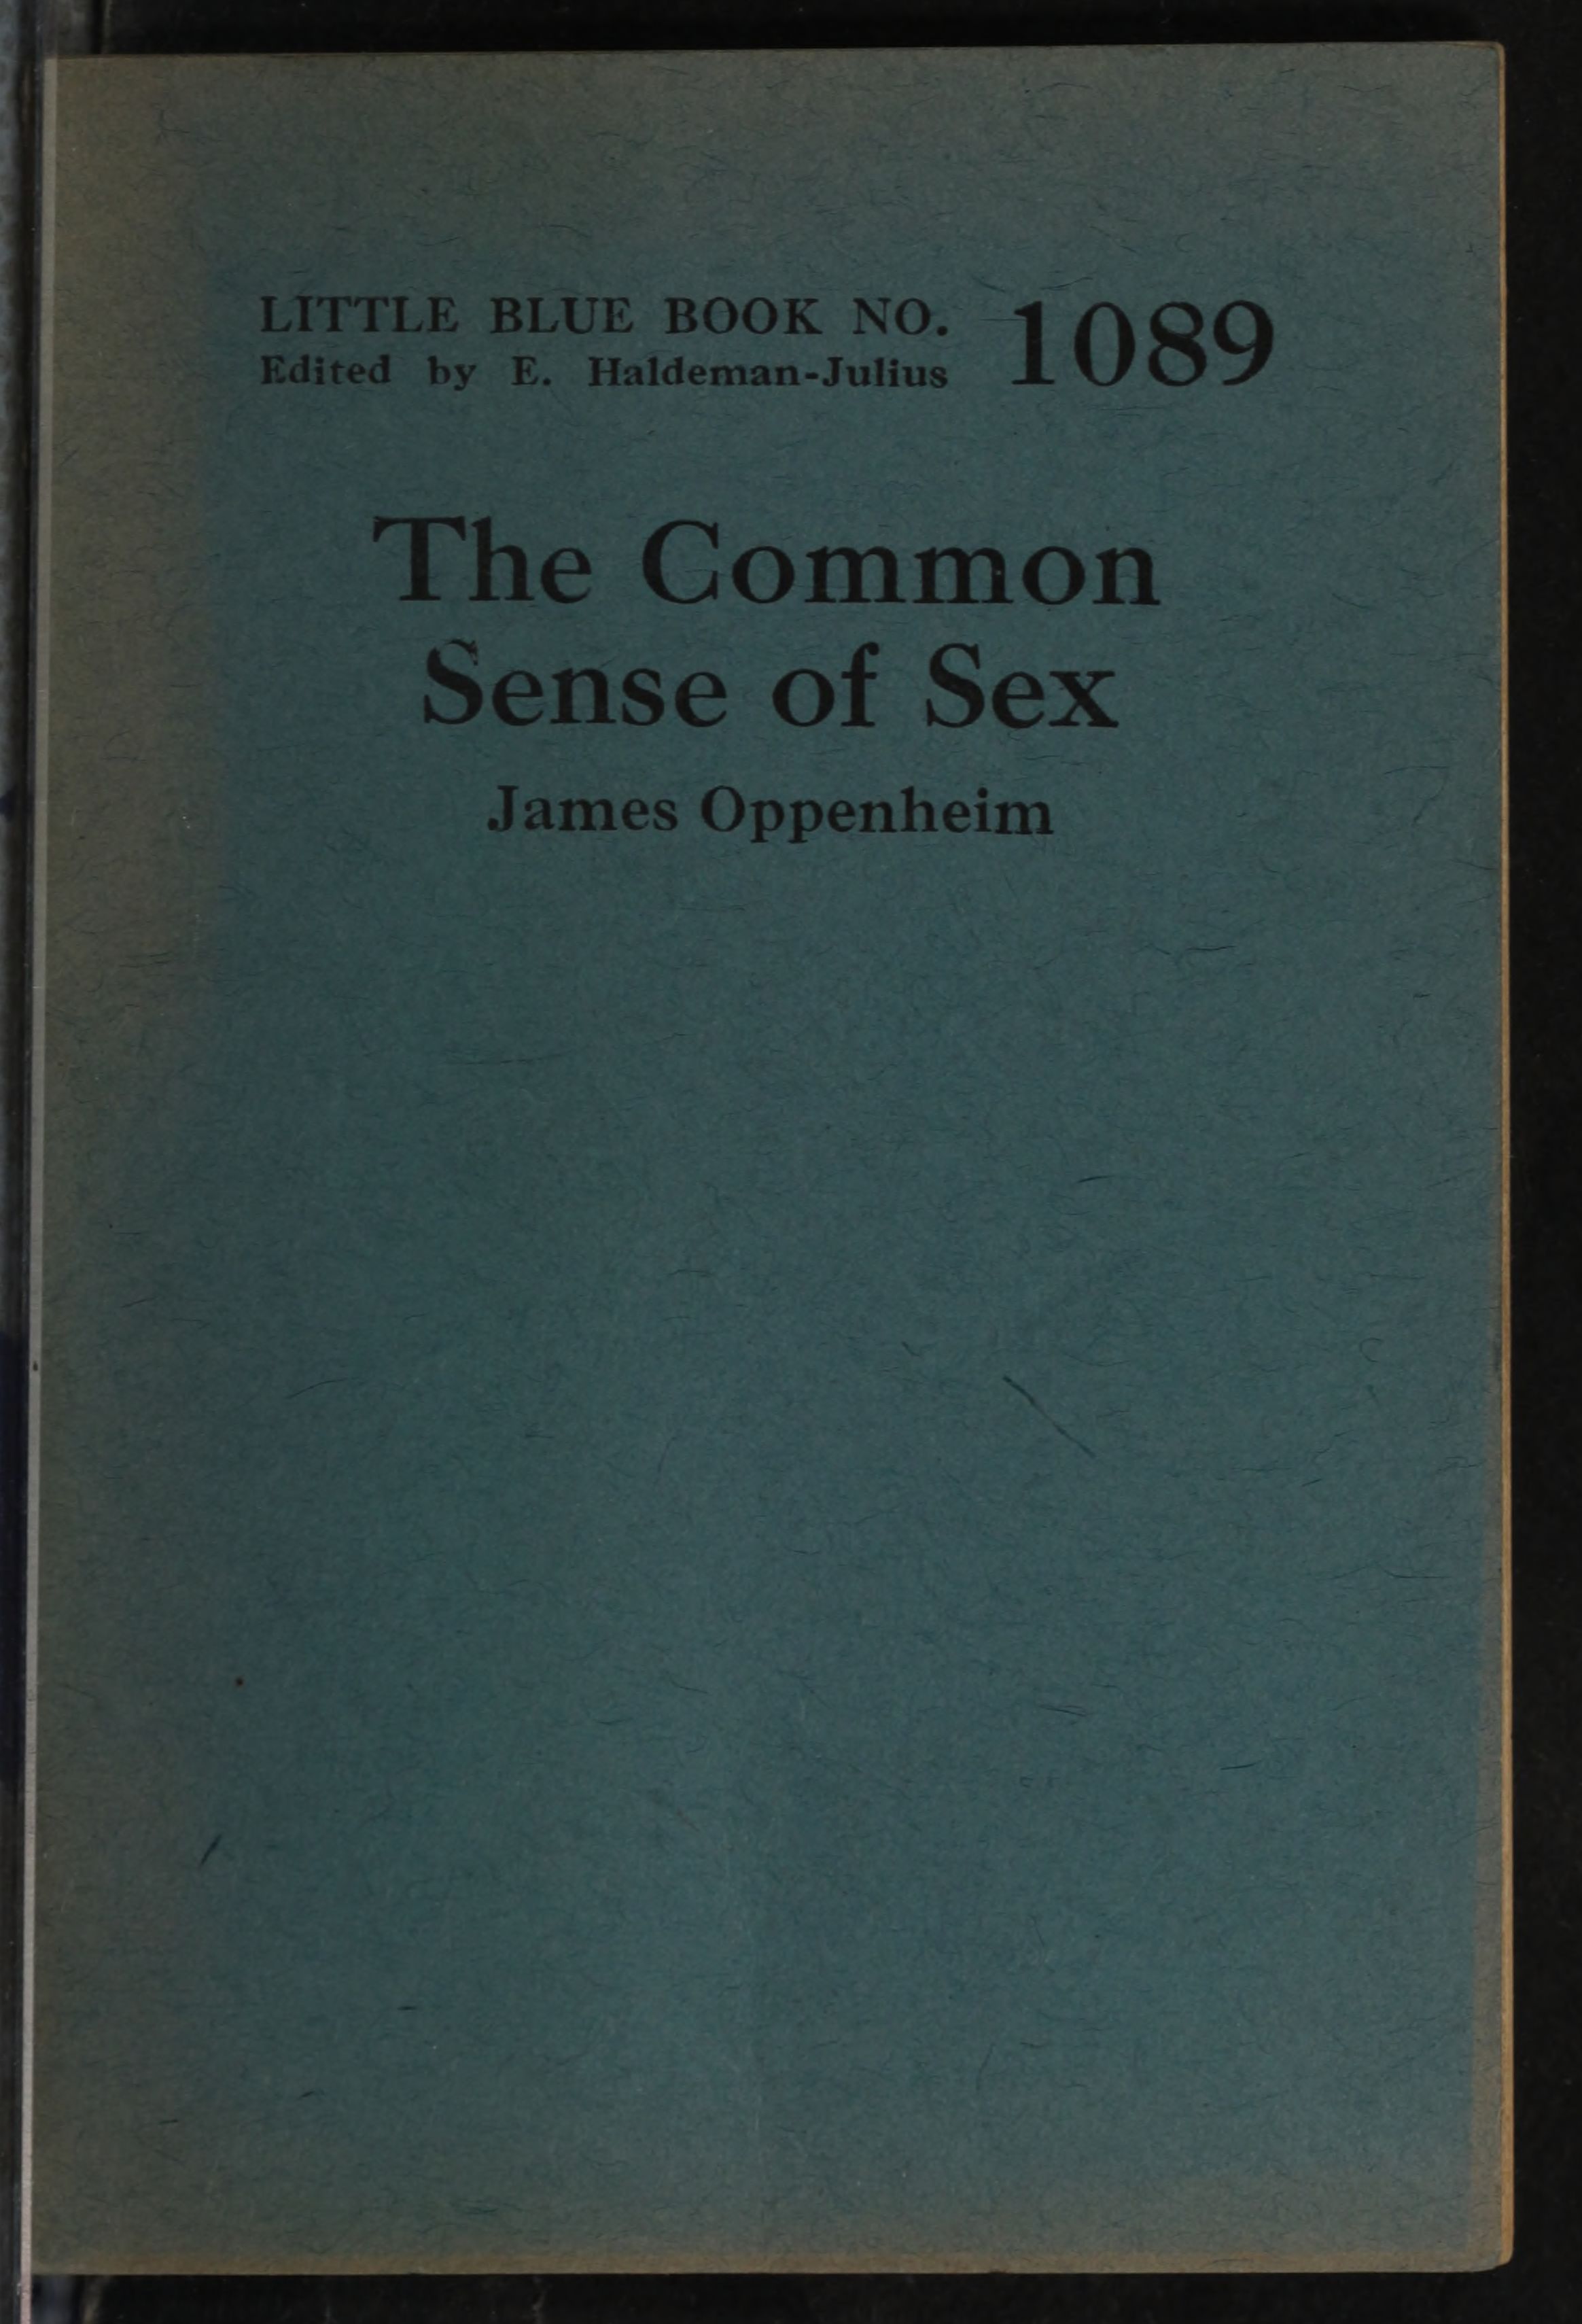 LITTLE BLUE BOOK NO. 1089
Edited by E. Haldeman-Julius
The Common
Sense of Sex
James Oppenheim